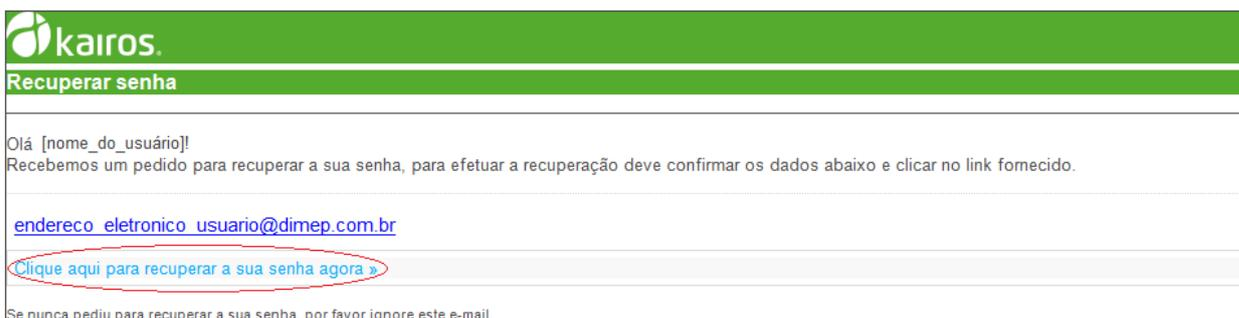 kairos.
Recuperar senha
Olá [nome_do_usuário]!
Recebemos um pedido para recuperar a sua senha, para efetuar a recuperação deve confirmar os dados abaixo e clicar no link fornecido.
endereco_eletronico_usuario@dimep.com.br
Clique aqui para recuperar a sua senha agora »
Se nunca pediu para recuperar a sua senha, por favor ignore este e-mail